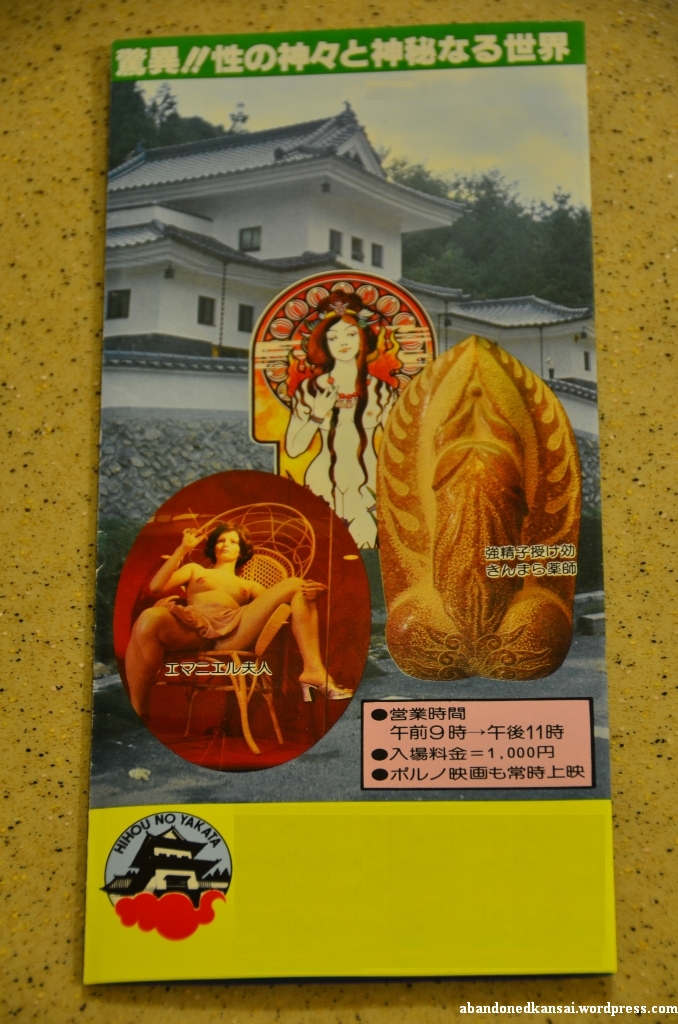 驚異!!性の神々と神秘なる世界
強精子授け効
きんまら薬師
エマニエル夫人
●営業時間
午前9時→午後11時
●入場料金=1,000円
●ポルノ映画も常時上映
HIHOU NO YAKATA
abandonedkansai.wordpress.com